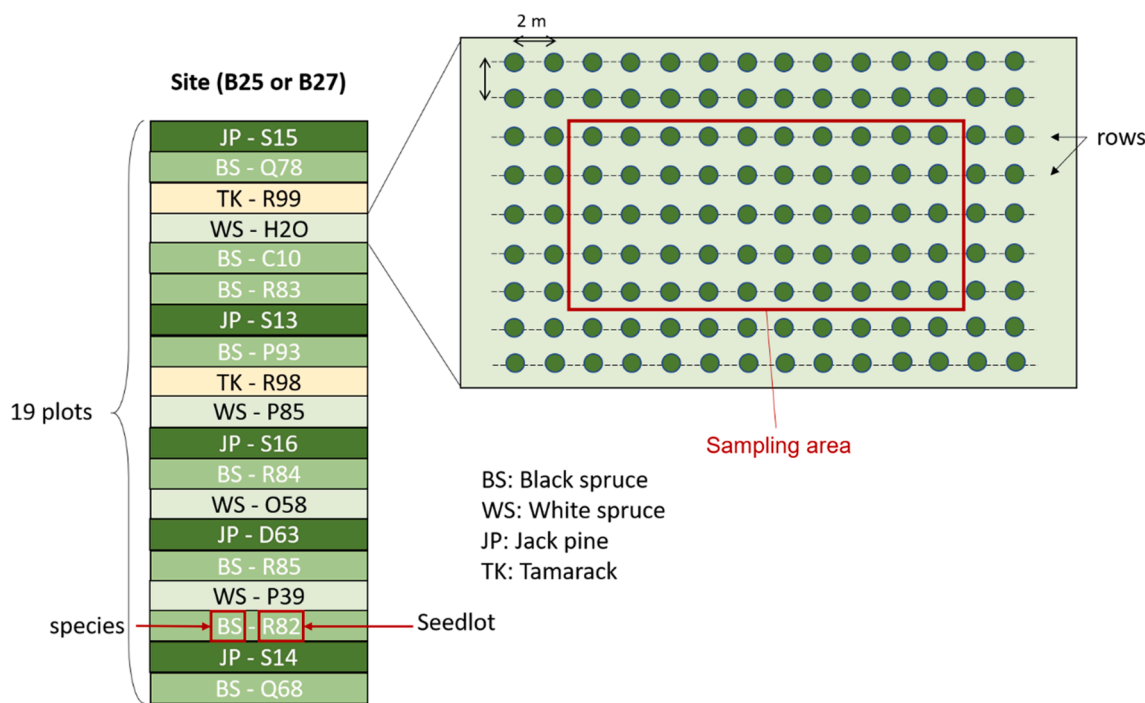 2 m
Site (B25 or B27)
rows
JP - S15
BS - Q78
TK - R99
WS - H2O
BS - C10
BS - R83
JP - S13
BS - P93
TK - R98
WS - P85
JP - S16
BS - R84
WS - O58
JP - D63
BS - R85
WS - P39
BS - R82
JP - S14
BS - Q68
19 plots
species
Seedlot
Sampling area
BS: Black spruce
WS: White spruce
JP: Jack pine
TK: Tamarack